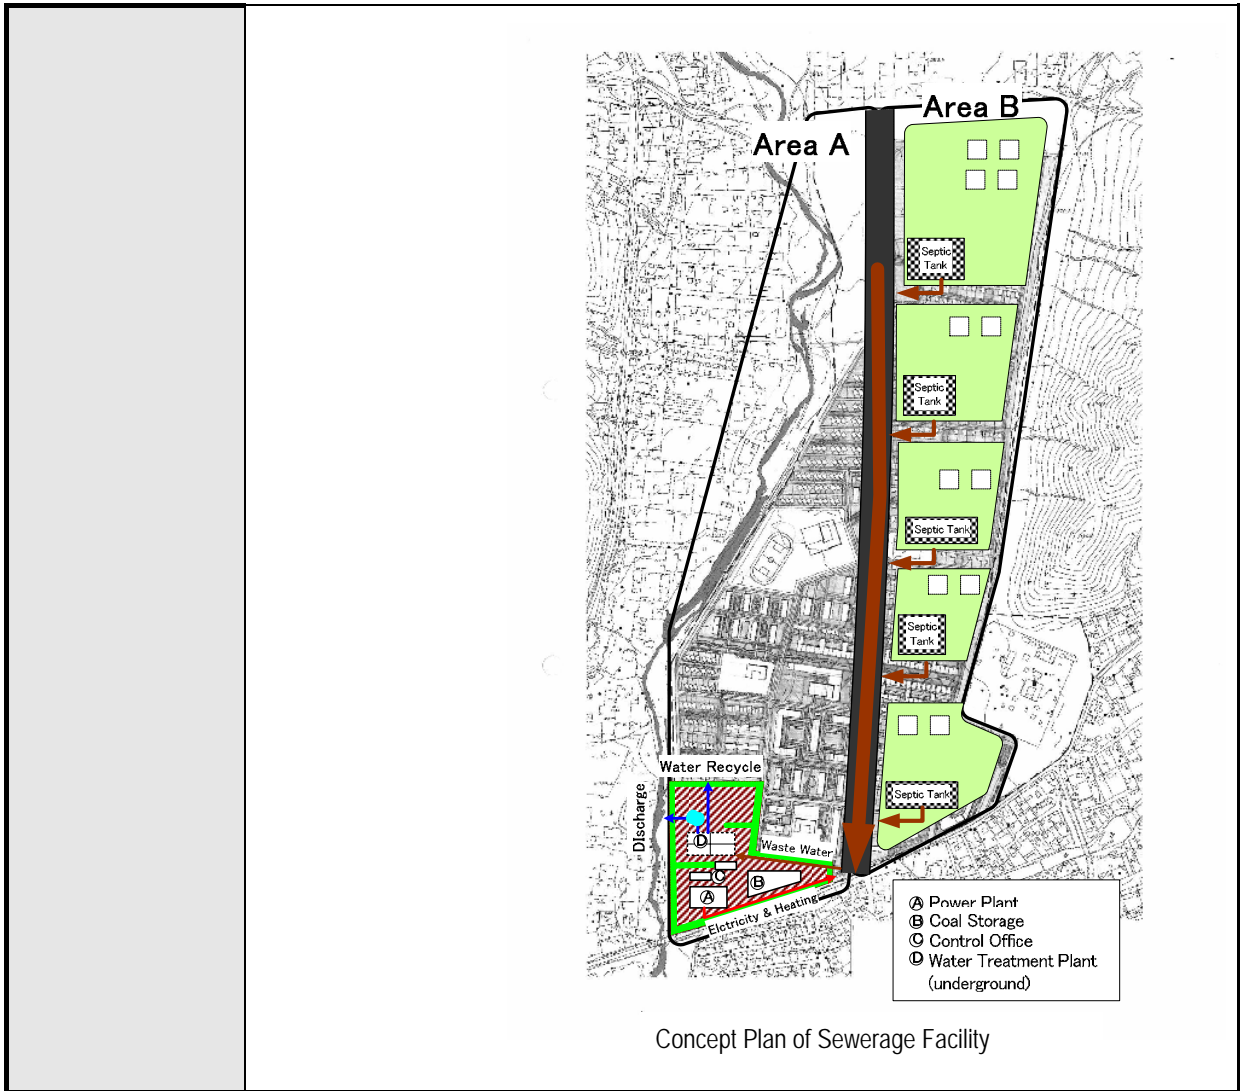 Area B
Area A
Septic
Tank
Septic
Tank
Septic Tank
Septic
Tank
Septic Tank
Water Recycle
DIscharge
D
Waste Water
C
B
A
Elctricity & Heating
A Power Plant
B Coal Storage
C Control Office
D Water Treatment Plant
(underground)
Concept Plan of Sewerage Facility